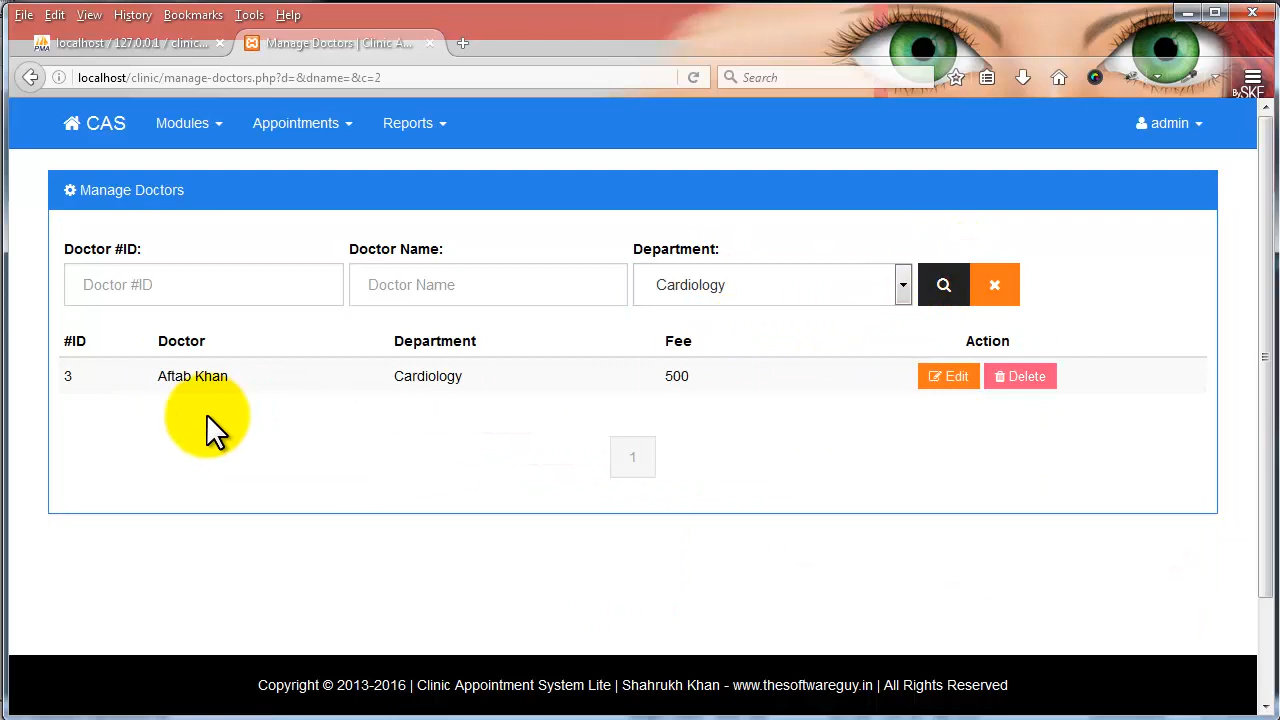 File Edit View History Bookmarks Tools Help
PMA localhost / 127.0.0.1 / clinic... Manage Doctors | Clinic A...
localhost/clinic/manage-doctors.php?d=&dname=&c=2 Search
By SKE
CAS Modules Appointments Reports admin
Manage Doctors
Doctor #ID: Doctor Name: Department:
Doctor #ID Doctor Name Cardiology
#ID Doctor Department Fee Action
3 Aftab Khan Cardiology 500 Edit Delete
1
Copyright © 2013-2016 | Clinic Appointment System Lite | Shahrukh Khan - www.thesoftwareguy.in | All Rights Reserved